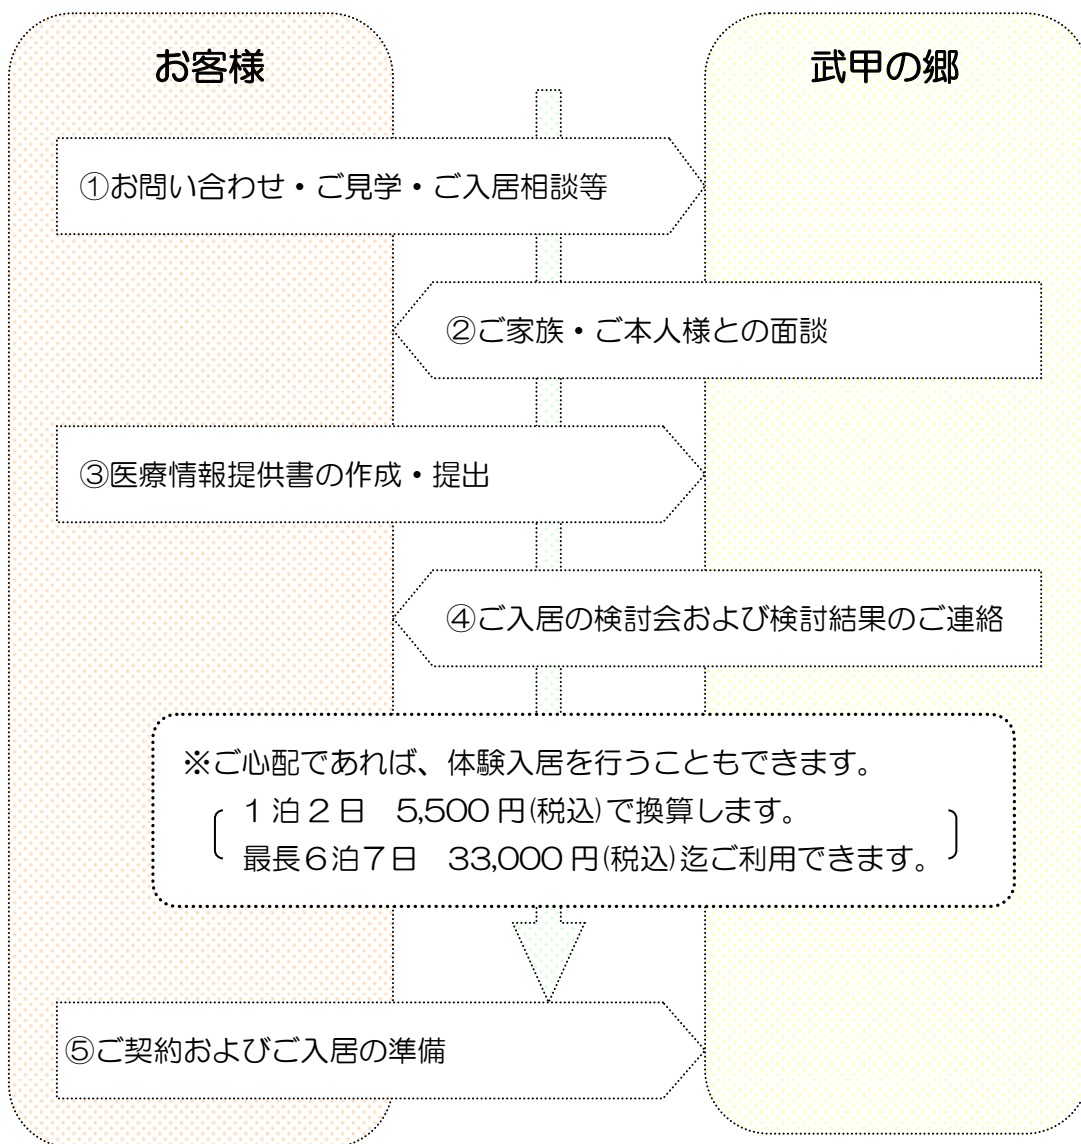 お客様
武甲の郷
①お問い合わせ・ご見学・ご入居相談等
②ご家族・ご本人様との面談
③医療情報提供書の作成・提出
④ご入居の検討会および検討結果のご連絡
※ご心配であれば、体験入居を行うこともできます。
1泊2日　5,500円(税込)で換算します。
最長6泊7日　33,000円(税込)迄ご利用できます。
⑤ご契約およびご入居の準備